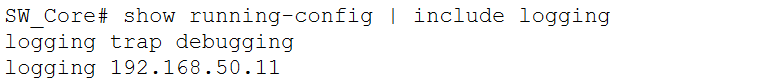 SW_Core# show running-config | include logging
logging trap debugging
logging 192.168.50.11